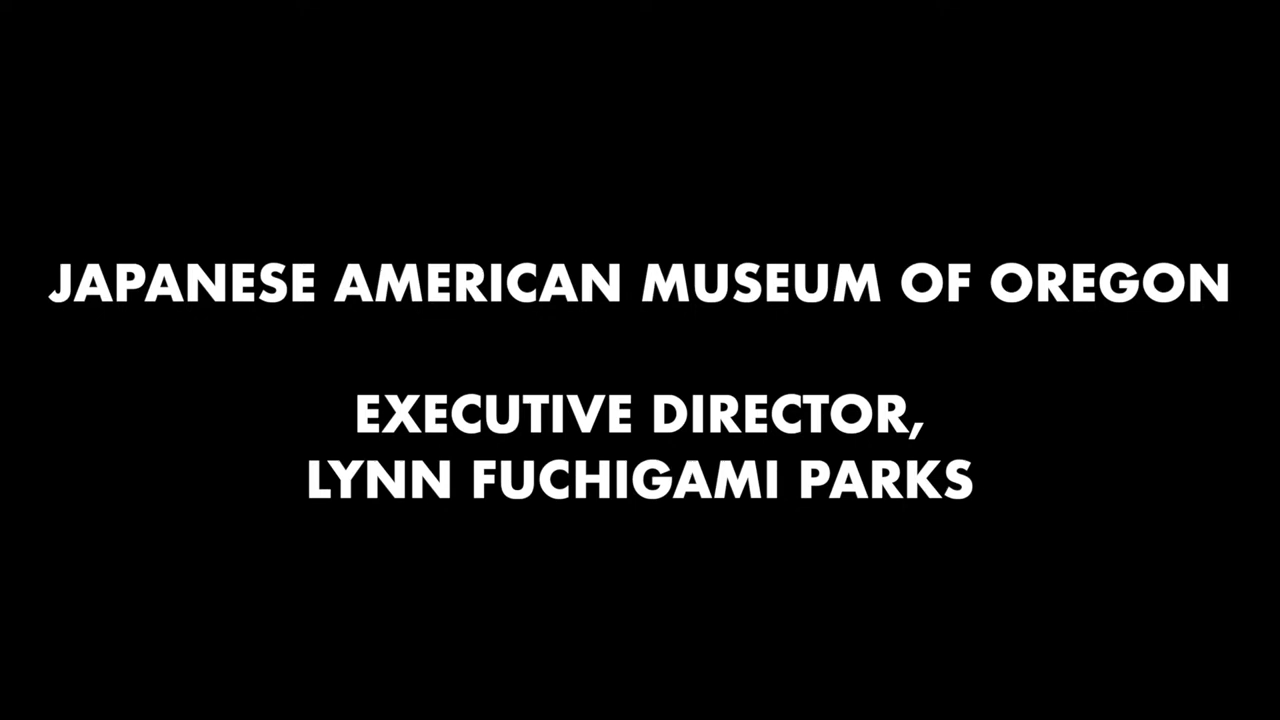 JAPANESE AMERICAN MUSEUM OF OREGON
EXECUTIVE DIRECTOR,
LYNN FUCHIGAMI PARKS